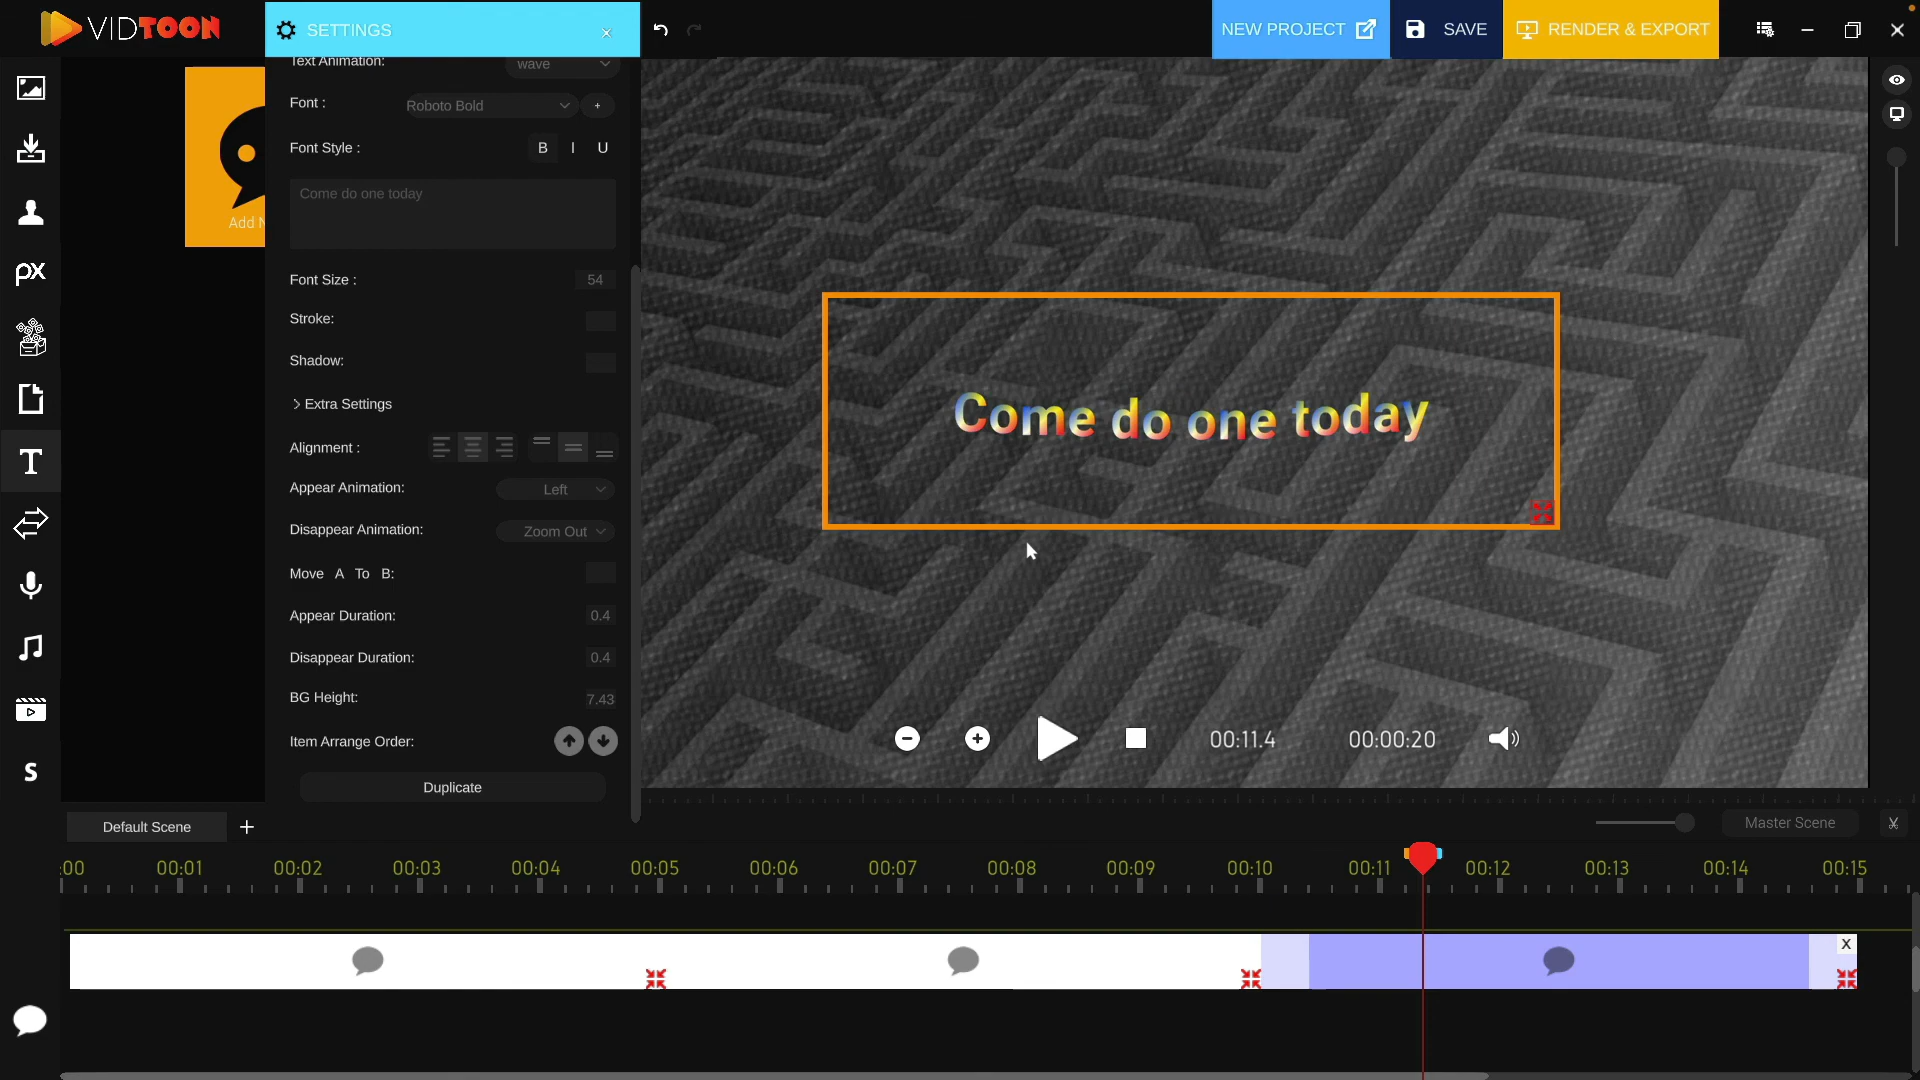 VIDTOON
SETTINGS
×
NEW PROJECT
SAVE
RENDER & EXPORT
Text Animation:
wave
Font :
Roboto Bold
+
Font Style :
B I U
Come do one today
Add
Font Size :
54
Stroke:
Shadow:
> Extra Settings
Alignment :
Appear Animation:
Left
Disappear Animation:
Zoom Out
Move A To B:
Appear Duration:
0.4
Disappear Duration:
0.4
BG Height:
7.43
Item Arrange Order:
Duplicate
px
T
S
Come do one today
00:11.4
00:00:20
Default Scene
+
Master Scene
:00 00:01 00:02 00:03 00:04 00:05 00:06 00:07 00:08 00:09 00:10 00:11 00:12 00:13 00:14 00:15
X